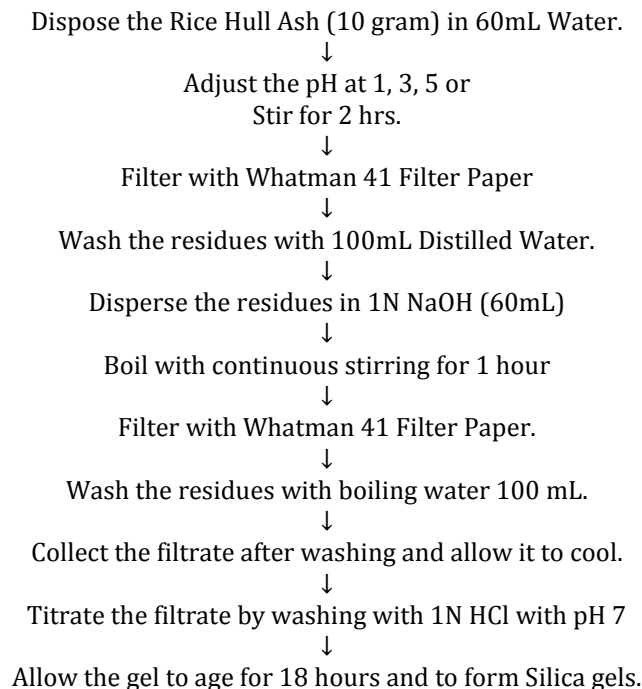 Dispose the Rice Hull Ash (10 gram) in 60mL Water.
↓
Adjust the pH at 1, 3, 5 or
Stir for 2 hrs.
↓
Filter with Whatman 41 Filter Paper
↓
Wash the residues with 100mL Distilled Water.
↓
Disperse the residues in 1N NaOH (60mL)
↓
Boil with continuous stirring for 1 hour
↓
Filter with Whatman 41 Filter Paper.
↓
Wash the residues with boiling water 100 mL.
↓
Collect the filtrate after washing and allow it to cool.
↓
Titrate the filtrate by washing with 1N HCl with pH 7
↓
Allow the gel to age for 18 hours and to form Silica gels.